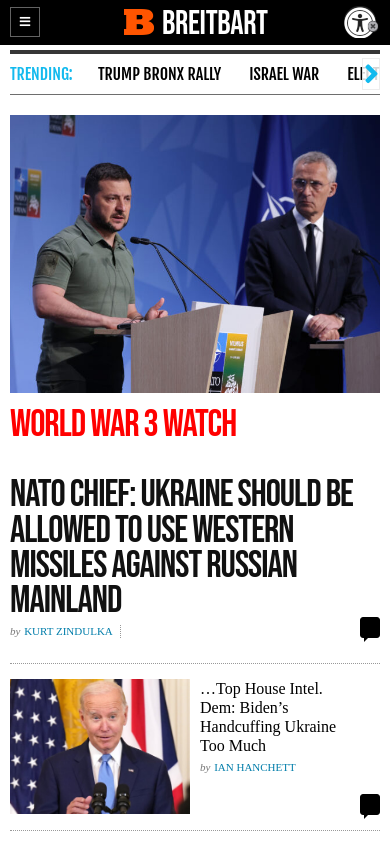 BREITBART
TRENDING: TRUMP BRONX RALLY ISRAEL WAR
WORLD WAR 3 WATCH
NATO CHIEF: UKRAINE SHOULD BE
ALLOWED TO USE WESTERN
MISSILES AGAINST RUSSIAN
MAINLAND
by KURT ZINDULKA
…Top House Intel.
Dem: Biden’s
Handcuffing Ukraine
Too Much
by IAN HANCHETT